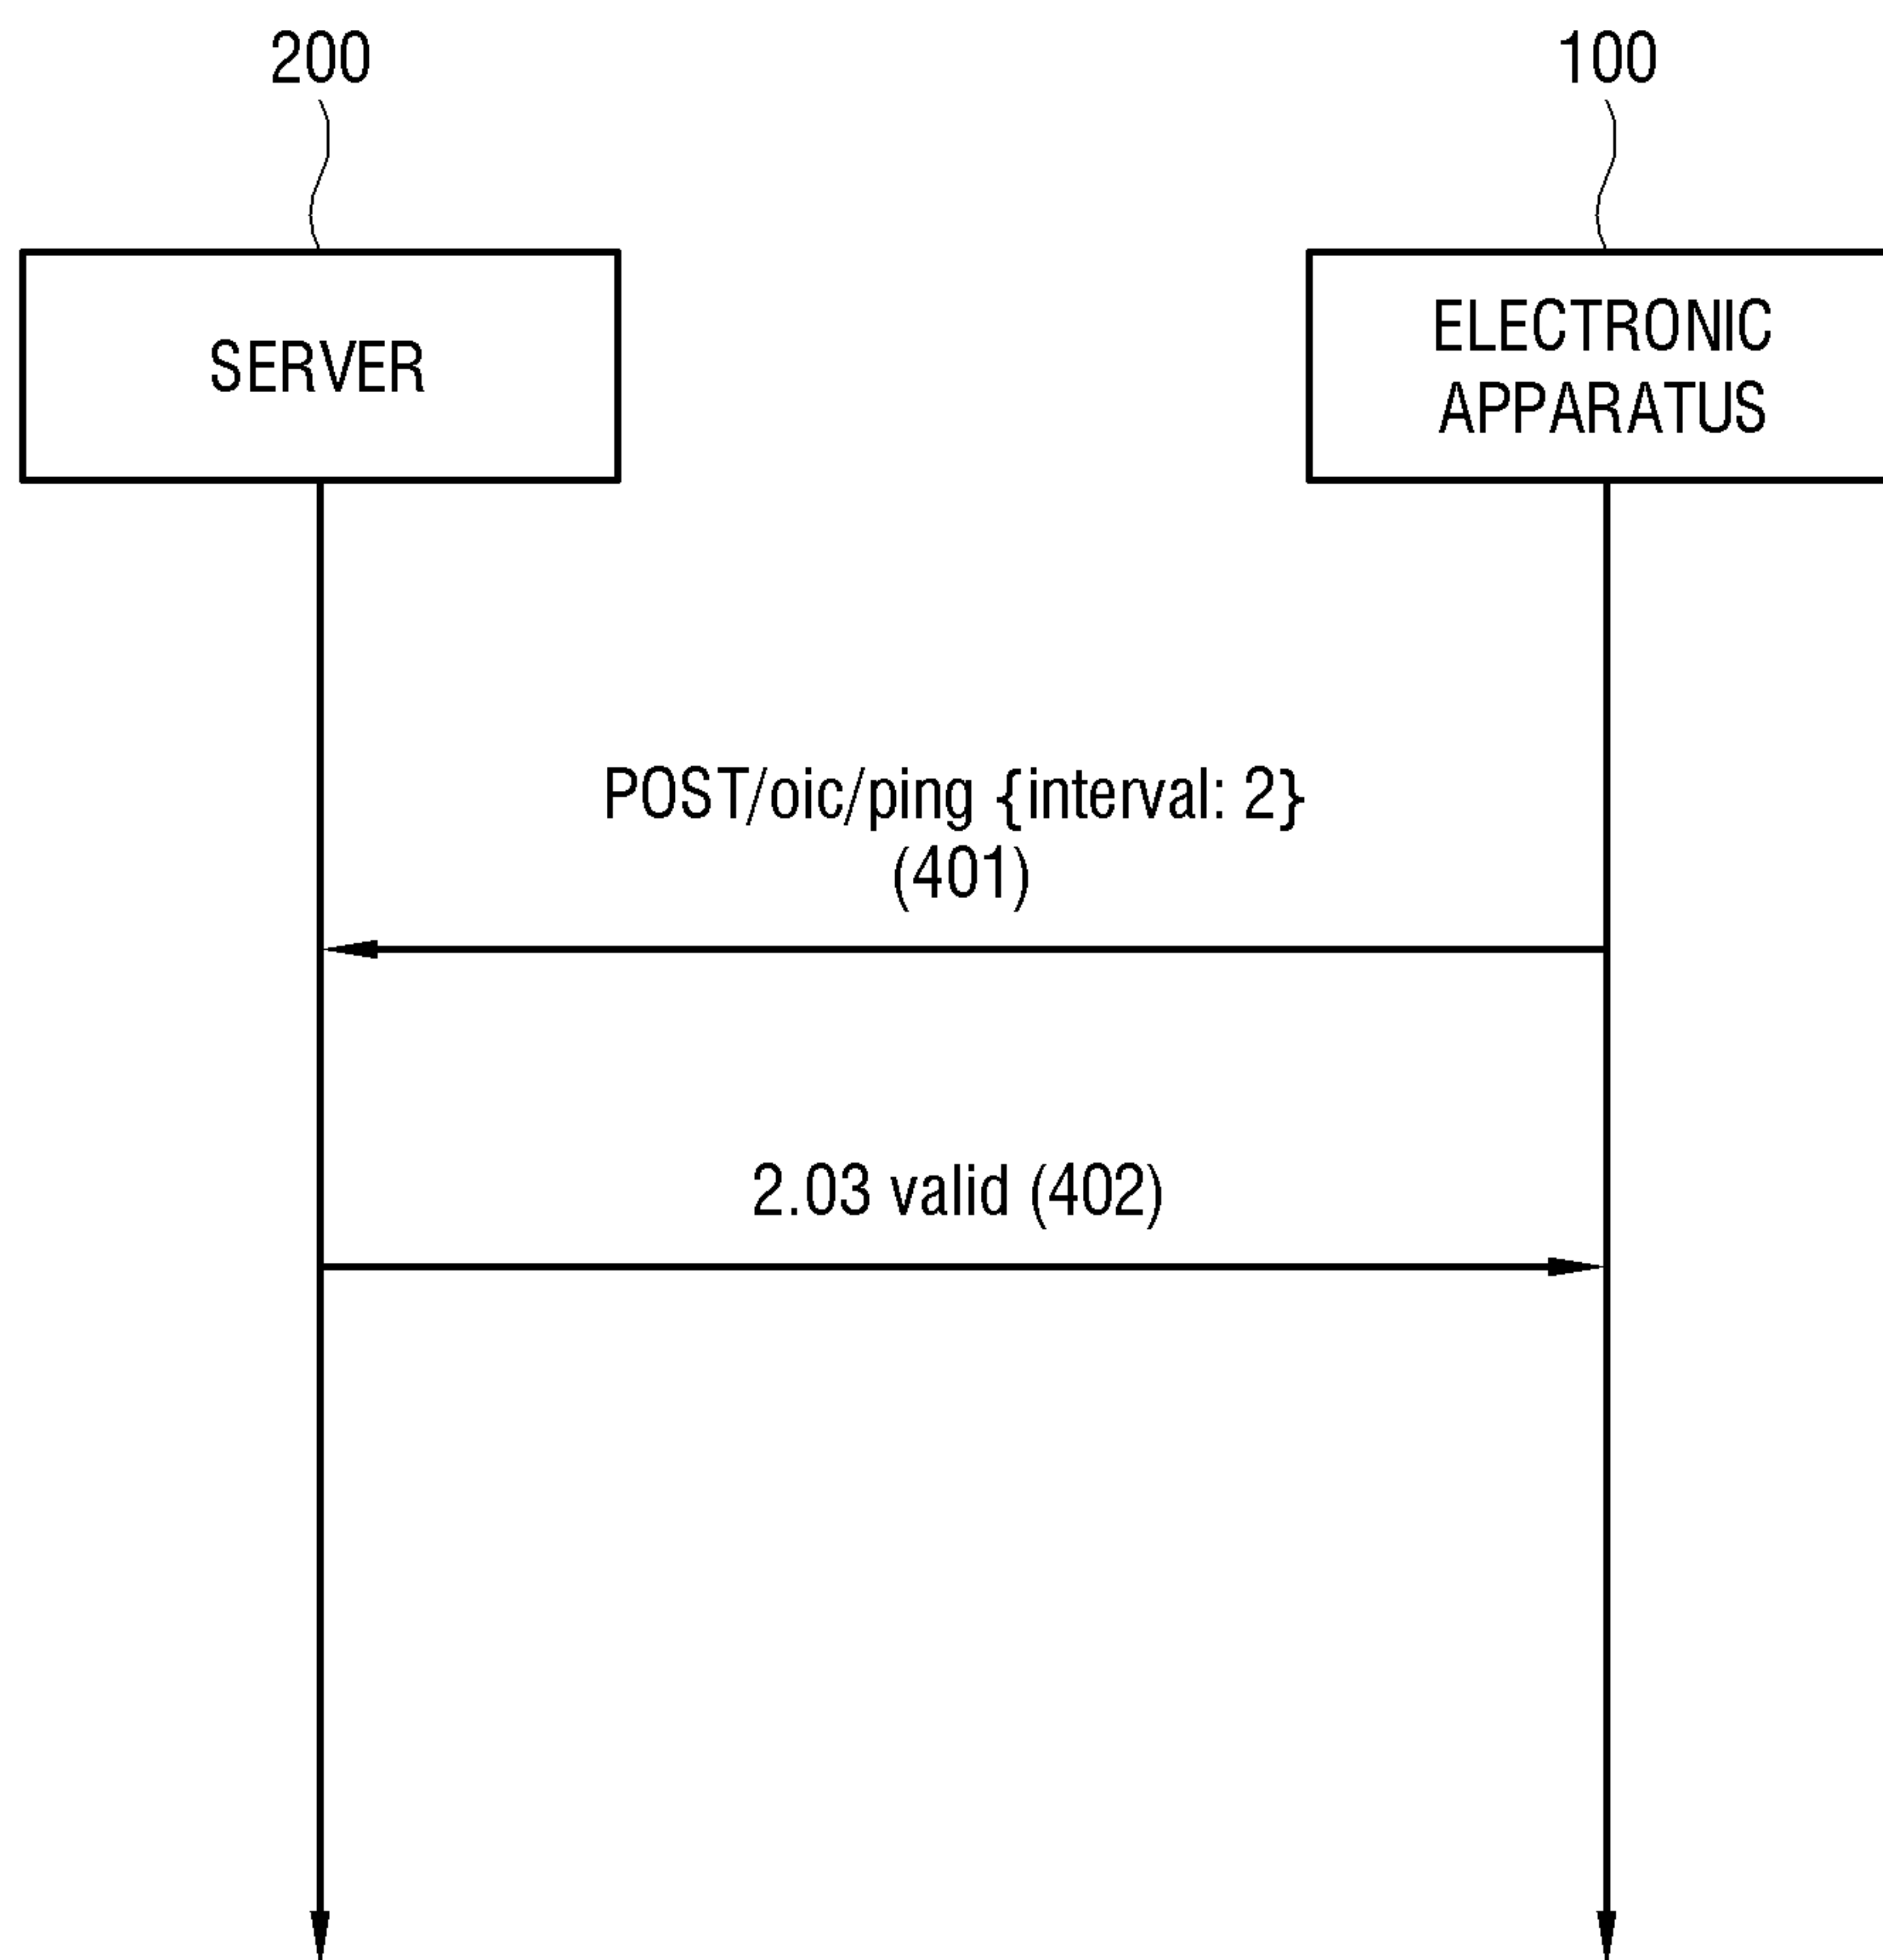 200
100
SERVER
ELECTRONIC
APPARATUS
POST/oic/ping {interval: 2}
(401)
2.03 valid (402)